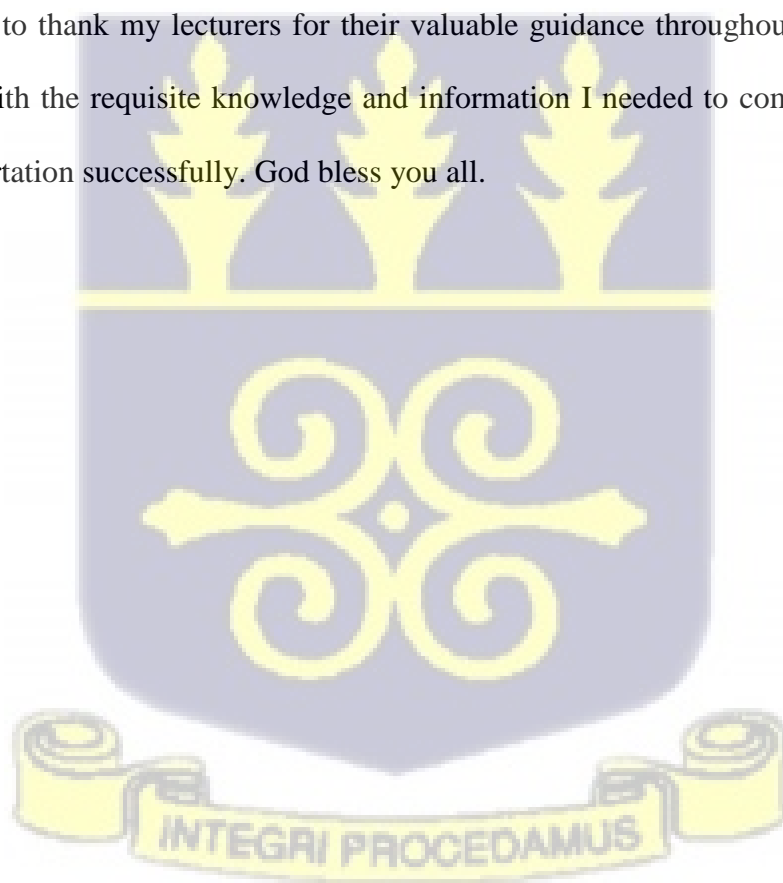 to thank my lecturers for their valuable guidance throughou
ith the requisite knowledge and information I needed to con
rtation successfully. God bless you all.
INTEGRI PROCEDAMUS